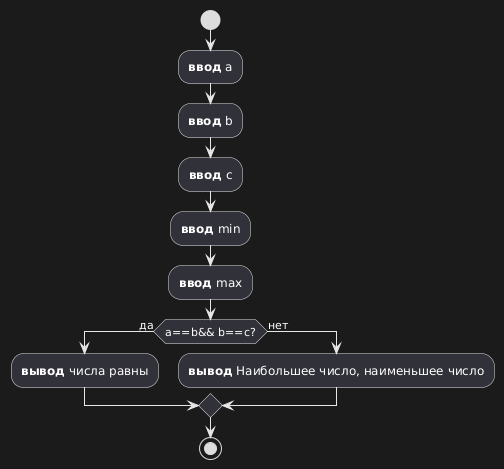 ввод a
ввод b
ввод c
ввод min
ввод max
да
a==b&& b==c?
нет
вывод числа равны
вывод Наибольшее число, наименьшее число